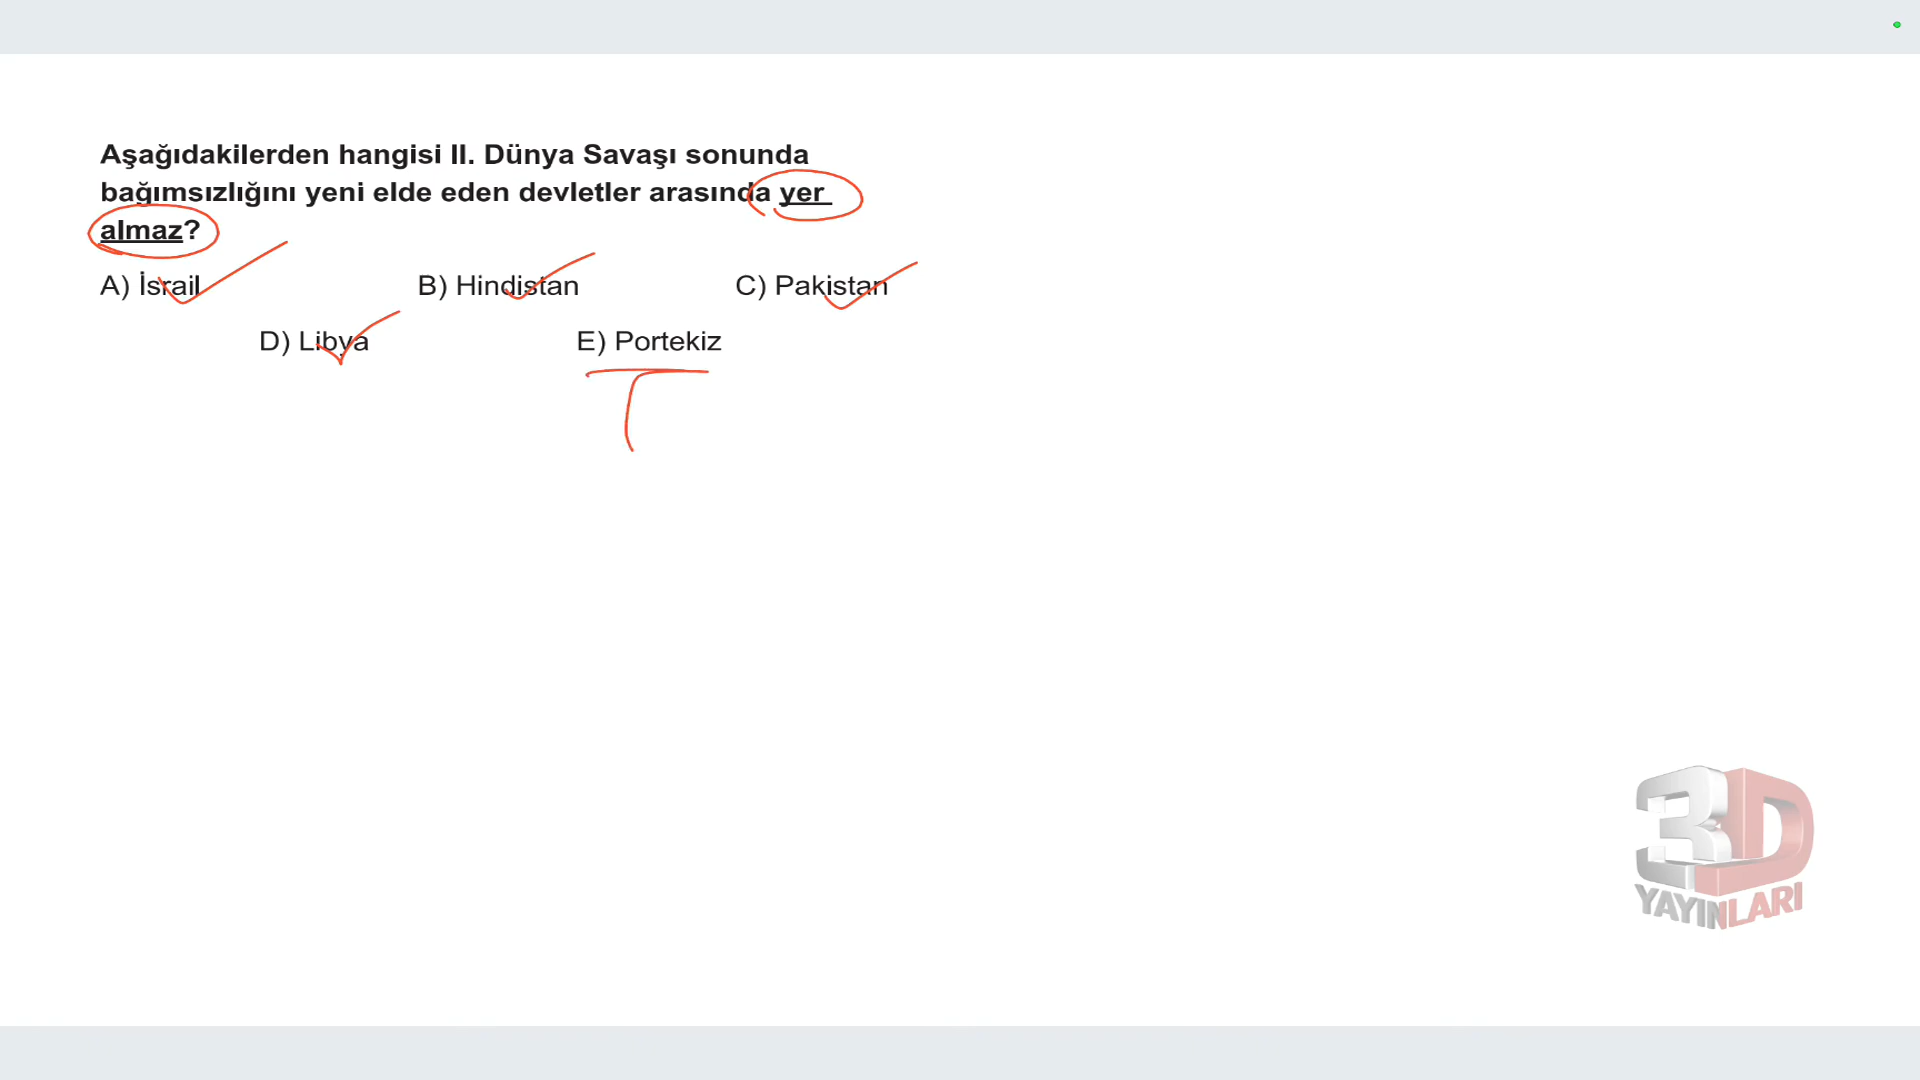 Aşağıdakilerden hangisi II. Dünya Savaşı sonunda
bağımsızlığını yeni elde eden devletler arasında yer
almaz?
A) İsrail B) Hindistan C) Pakistan
D) Libya E) Portekiz
3D
YAYINLARI